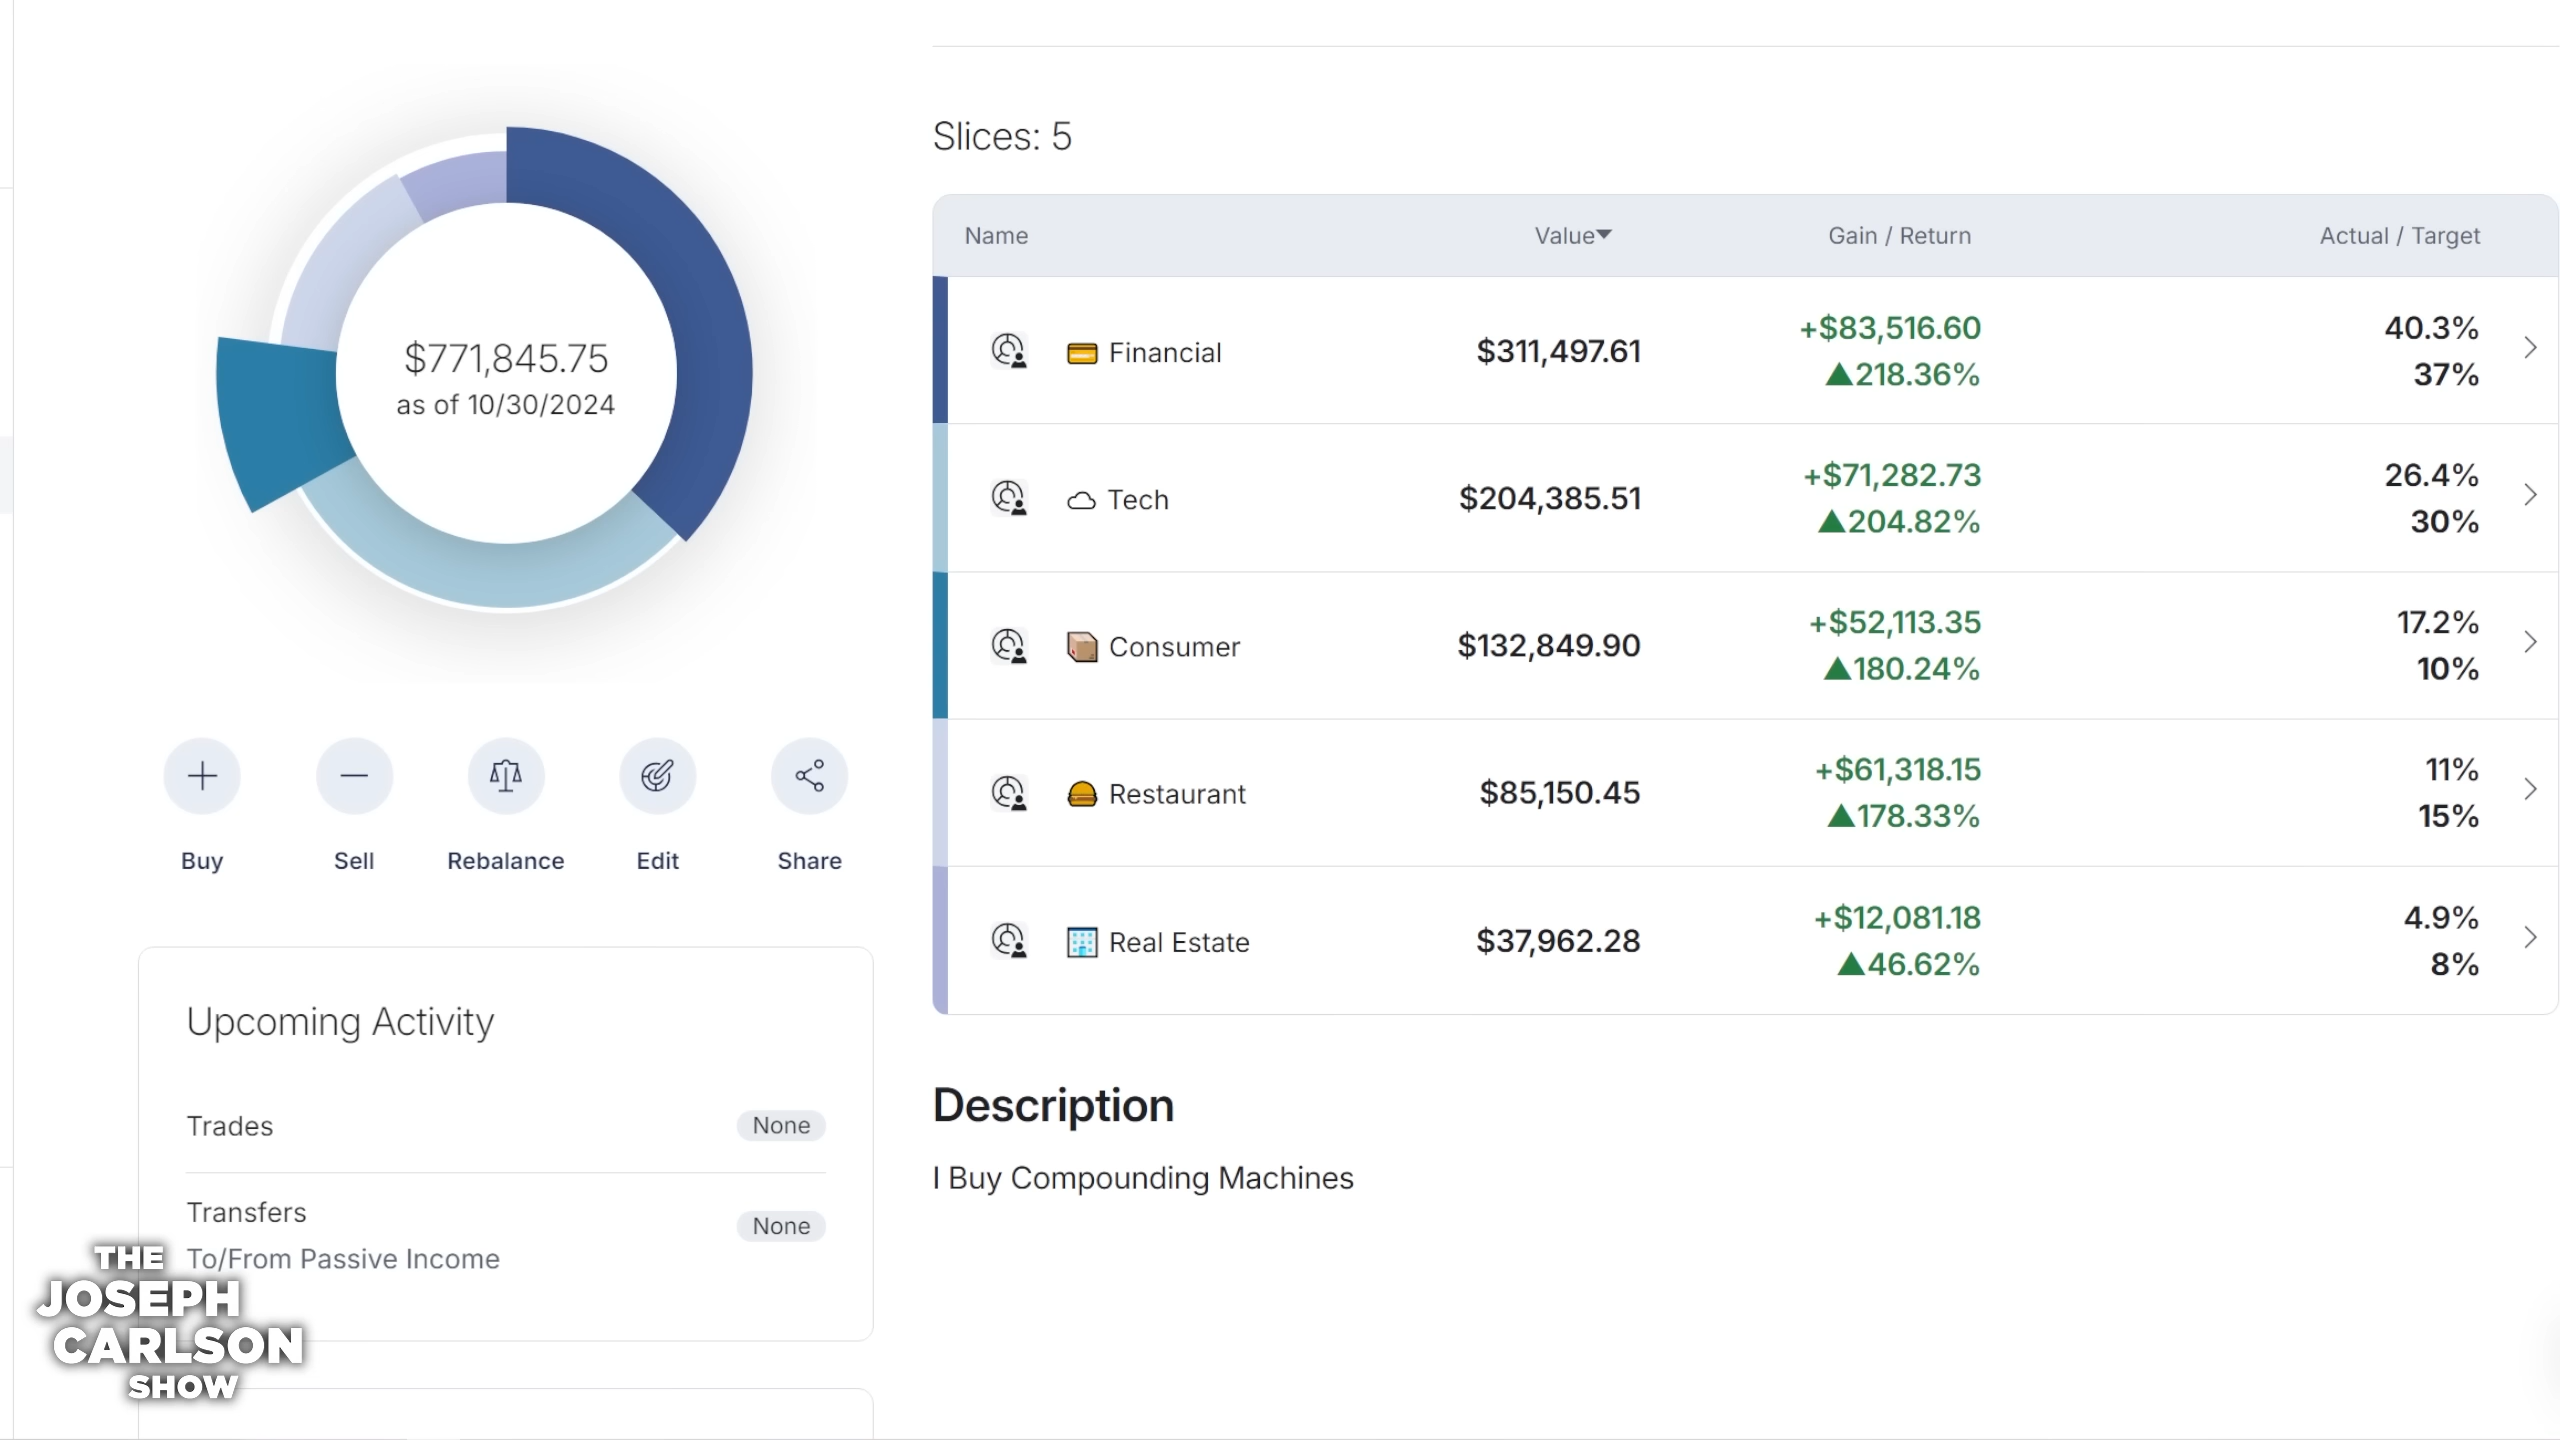 $771,845.75
as of 10/30/2024
Buy
Sell
Rebalance
Edit
Share
Upcoming Activity
Trades
None
Transfers
None
To/From Passive Income
THE
JOSEPH
CARLSON
SHOW
Slices: 5
Name Value Gain / Return Actual / Target
Financial $311,497.61 +$83,516.60 40.3%
218.36% 37%
Tech $204,385.51 +$71,282.73 26.4%
204.82% 30%
Consumer $132,849.90 +$52,113.35 17.2%
180.24% 10%
Restaurant $85,150.45 +$61,318.15 11%
178.33% 15%
Real Estate $37,962.28 +$12,081.18 4.9%
46.62% 8%
Description
I Buy Compounding Machines